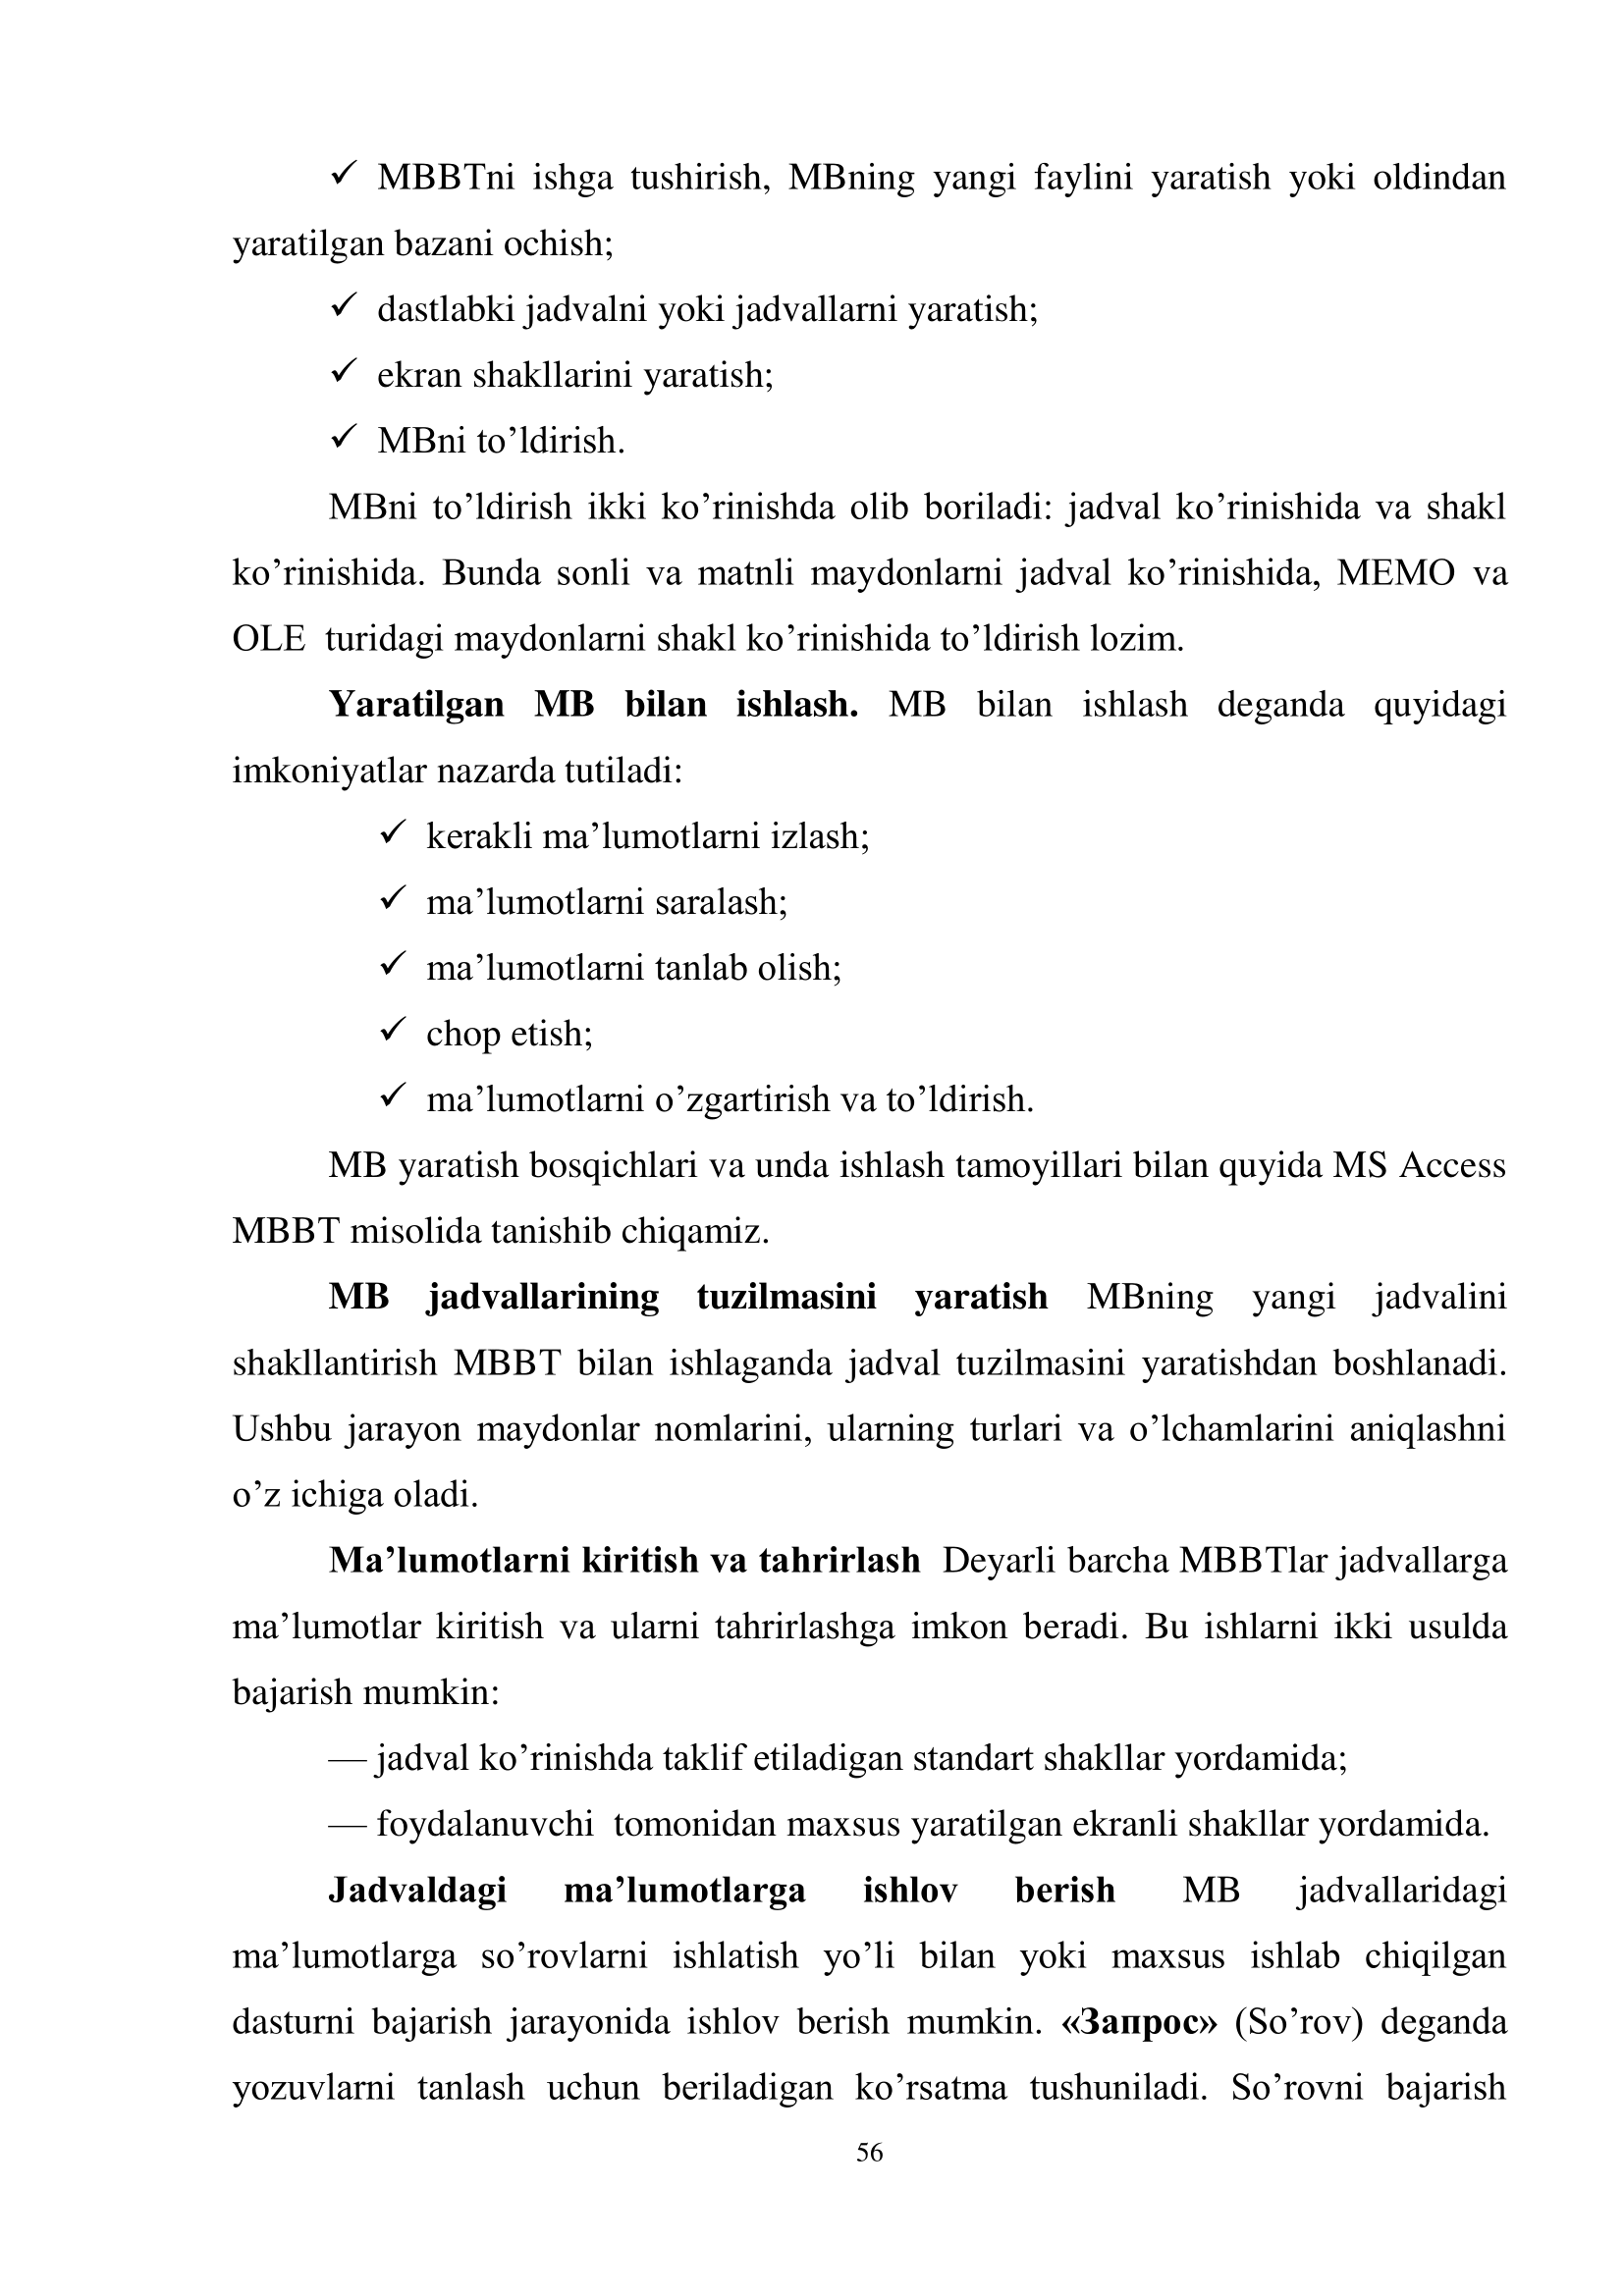 ✓ MBBTni ishga tushirish, MBning yangi faylini yaratish yoki oldindan
yaratilgan bazani ochish;
✓ dastlabki jadvalni yoki jadvallarni yaratish;
✓ ekran shakllarini yaratish;
✓ MBni to’ldirish.
MBni to’ldirish ikki ko’rinishda olib boriladi: jadval ko’rinishida va shakl
ko’rinishida. Bunda sonli va matnli maydonlarni jadval ko’rinishida, MEMO va
OLE turidagi maydonlarni shakl ko’rinishida to’ldirish lozim.
Yaratilgan MB bilan ishlash. MB bilan ishlash deganda quyidagi
imkoniyatlar nazarda tutiladi:
✓ kerakli ma’lumotlarni izlash;
✓ ma’lumotlarni saralash;
✓ ma’lumotlarni tanlab olish;
✓ chop etish;
✓ ma’lumotlarni o’zgartirish va to’ldirish.
MB yaratish bosqichlari va unda ishlash tamoyillari bilan quyida MS Access
MBBT misolida tanishib chiqamiz.
MB jadvallarining tuzilmasini yaratish MBning yangi jadvalini
shakllantirish MBBT bilan ishlaganda jadval tuzilmasini yaratishdan boshlanadi.
Ushbu jarayon maydonlar nomlarini, ularning turlari va o’lchamlarini aniqlashni
o’z ichiga oladi.
Ma’lumotlarni kiritish va tahrirlash Deyarli barcha MBBTlar jadvallarga
ma’lumotlar kiritish va ularni tahrirlashga imkon beradi. Bu ishlarni ikki usulda
bajarish mumkin:
— jadval ko’rinishda taklif etiladigan standart shakllar yordamida;
— foydalanuvchi tomonidan maxsus yaratilgan ekranli shakllar yordamida.
Jadvaldagi ma’lumotlarga ishlov berish MB jadvallaridagi
ma’lumotlarga so’rovlarni ishlatish yo’li bilan yoki maxsus ishlab chiqilgan
dasturni bajarish jarayonida ishlov berish mumkin. «Запрос» (So’rov) deganda
yozuvlarni tanlash uchun beriladigan ko’rsatma tushuniladi. So’rovni bajarish
56